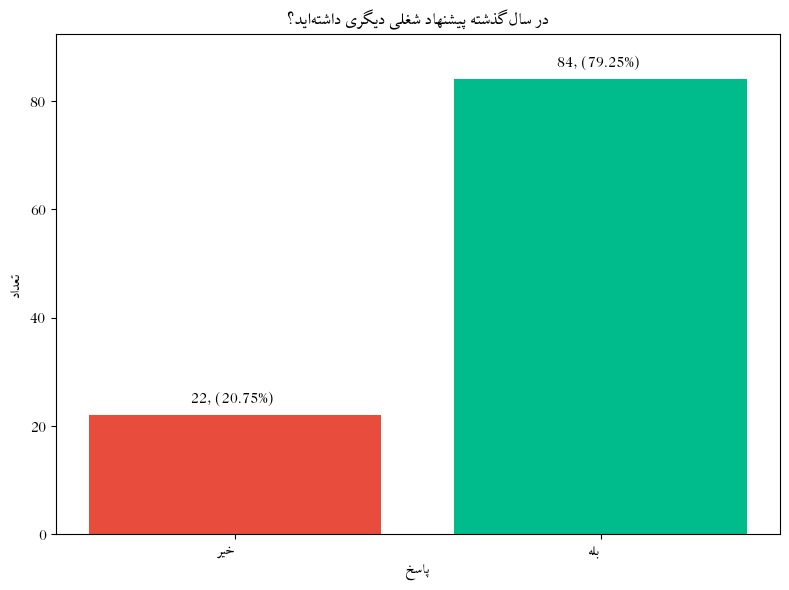 در سال گذشته پیشنهاد شغلی دیگری داشته‌اید؟
84, (79.25%)
22, (20.75%)
80
60
40
20
0
تعداد
خیر
بله
پاسخ